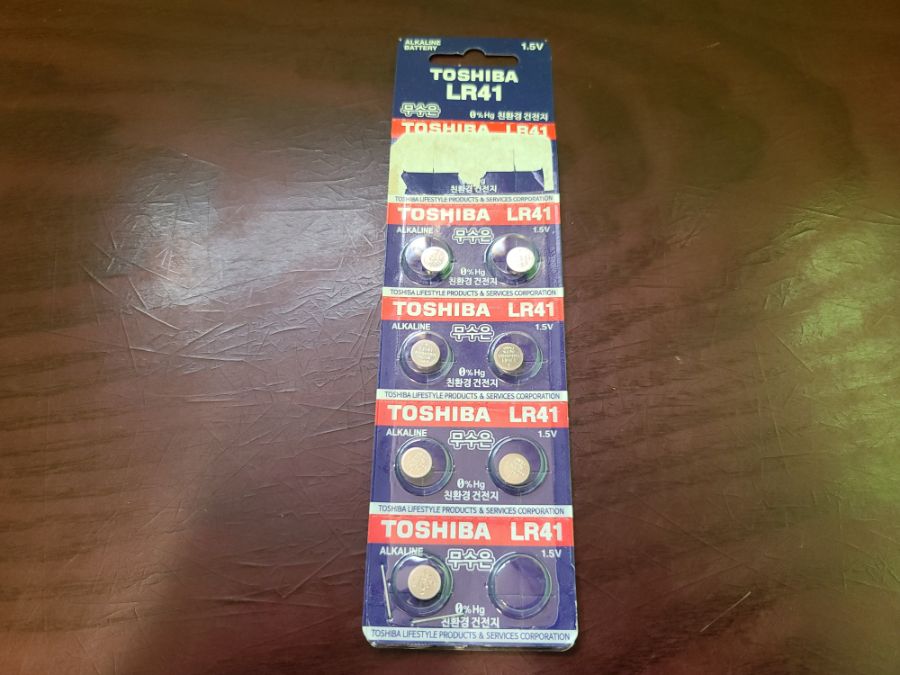 ALKALINE
BATTERY
1.5V
TOSHIBA
LR41
무수은 0%Hg 친환경 건전지
TOSHIBA LR41
친환경 건전지
TOSHIBA LIFESTYLE PRODUCTS & SERVICES CORPORATION
TOSHIBA LR41
ALKALINE 무수은 1.5V
0%Hg
친환경 건전지
TOSHIBA LIFESTYLE PRODUCTS & SERVICES CORPORATION
TOSHIBA LR41
ALKALINE 무수은 1.5V
0%Hg
친환경 건전지
TOSHIBA LIFESTYLE PRODUCTS & SERVICES CORPORATION
TOSHIBA LR41
ALKALINE 무수은 1.5V
0%Hg
친환경 건전지
TOSHIBA LIFESTYLE PRODUCTS & SERVICES CORPORATION
TOSHIBA LR41
ALKALINE 무수은 1.5V
0%Hg
친환경 건전지
TOSHIBA LIFESTYLE PRODUCTS & SERVICES CORPORATION